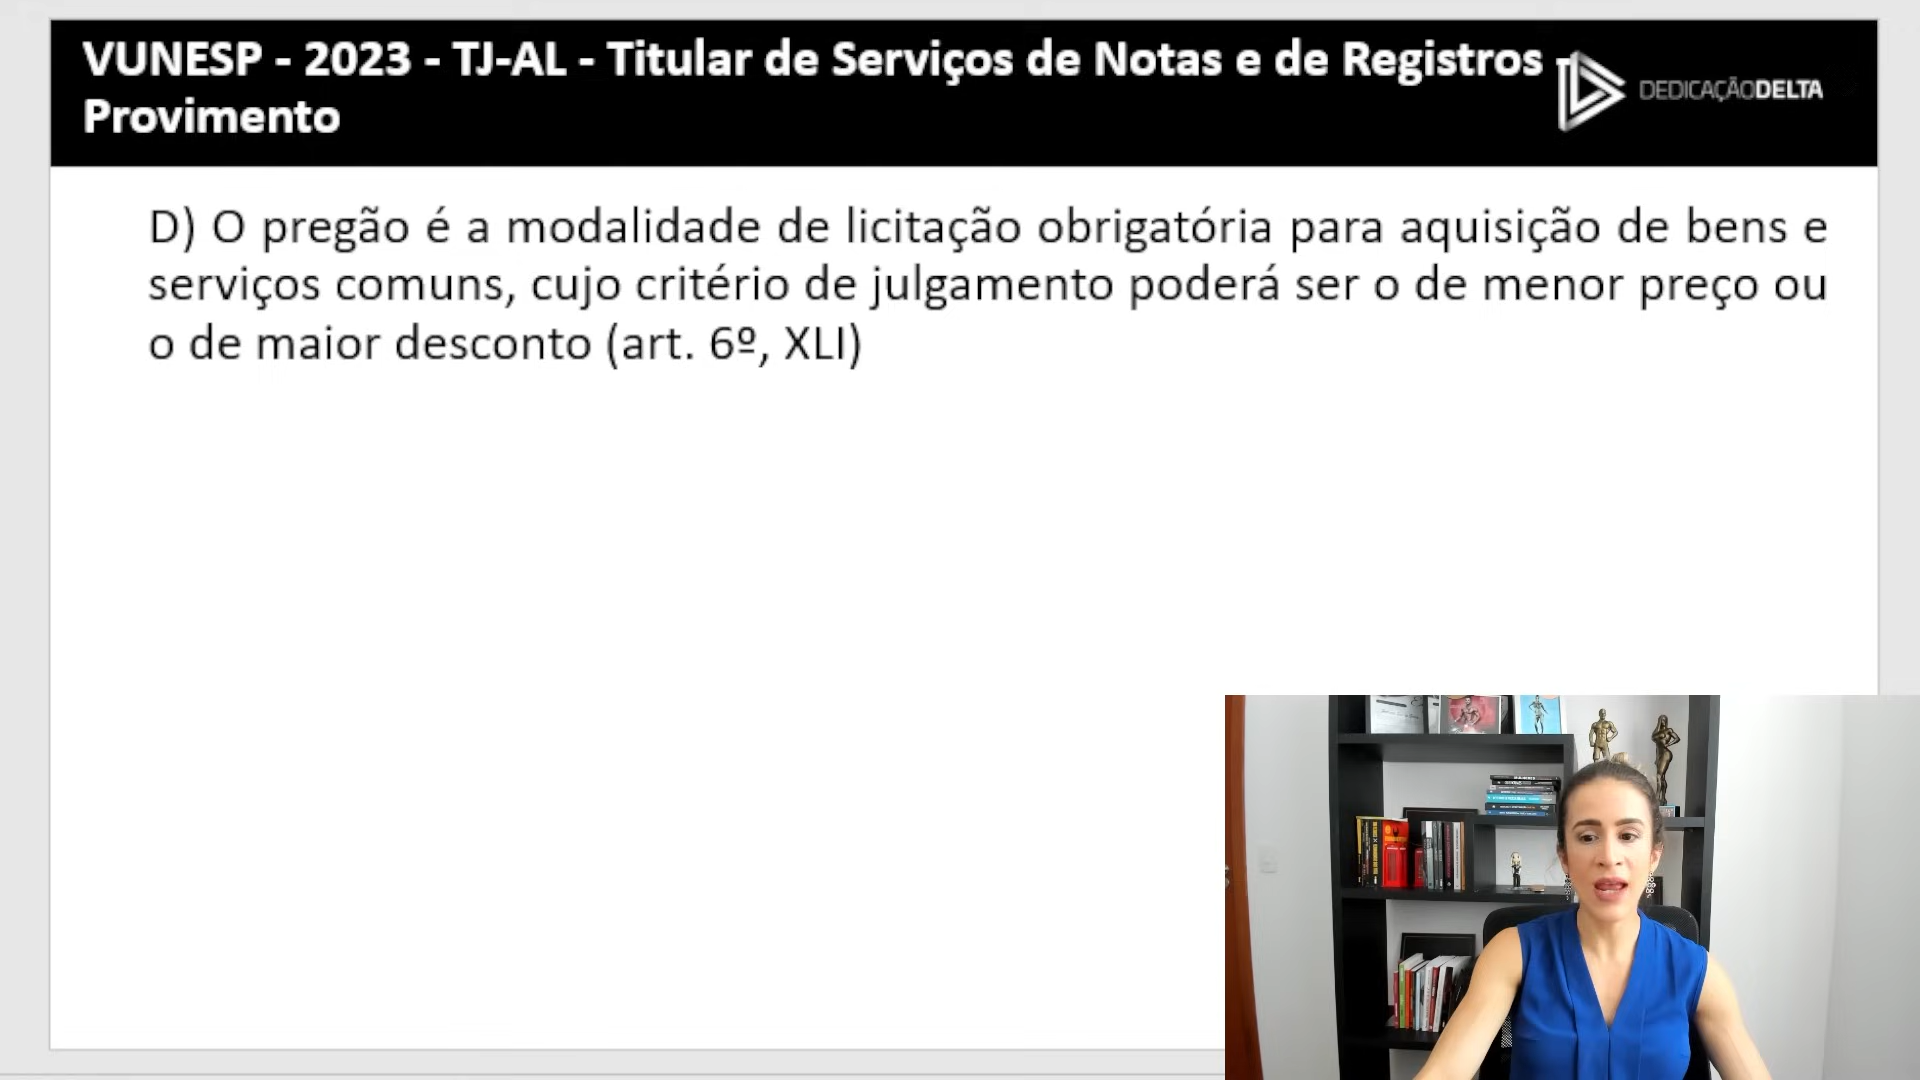 VUNESP - 2023 - TJ-AL - Titular de Serviços de Notas e de Registros -
Provimento
DEDICAÇÃODELTA
D) O pregão é a modalidade de licitação obrigatória para aquisição de bens e
serviços comuns, cujo critério de julgamento poderá ser o de menor preço ou
o de maior desconto (art. 6º, XLI)